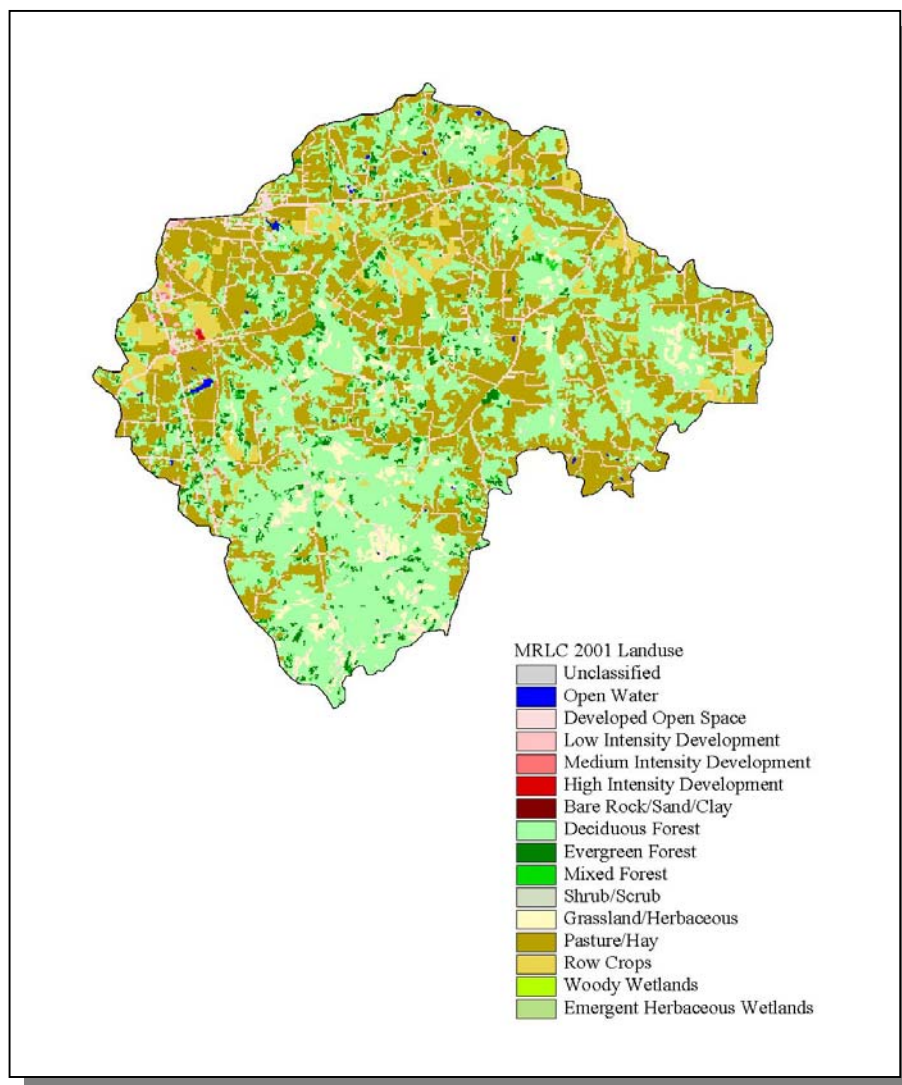 MRLC 2001 Landuse
Unclassified
Open Water
Developed Open Space
Low Intensity Development
Medium Intensity Development
High Intensity Development
Bare Rock/Sand/Clay
Deciduous Forest
Evergreen Forest
Mixed Forest
Shrub/Scrub
Grassland/Herbaceous
Pasture/Hay
Row Crops
Woody Wetlands
Emergent Herbaceous Wetlands